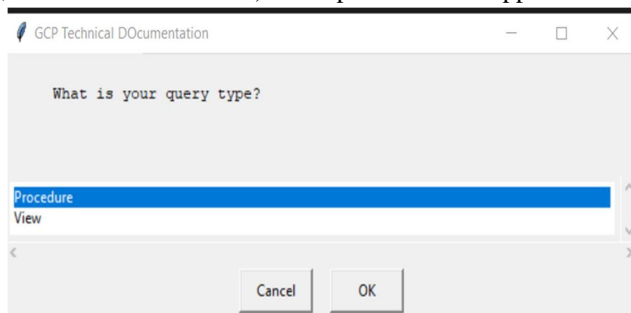 GCP Technical DOcumentation
What is your query type?
Procedure
View
Cancel OK